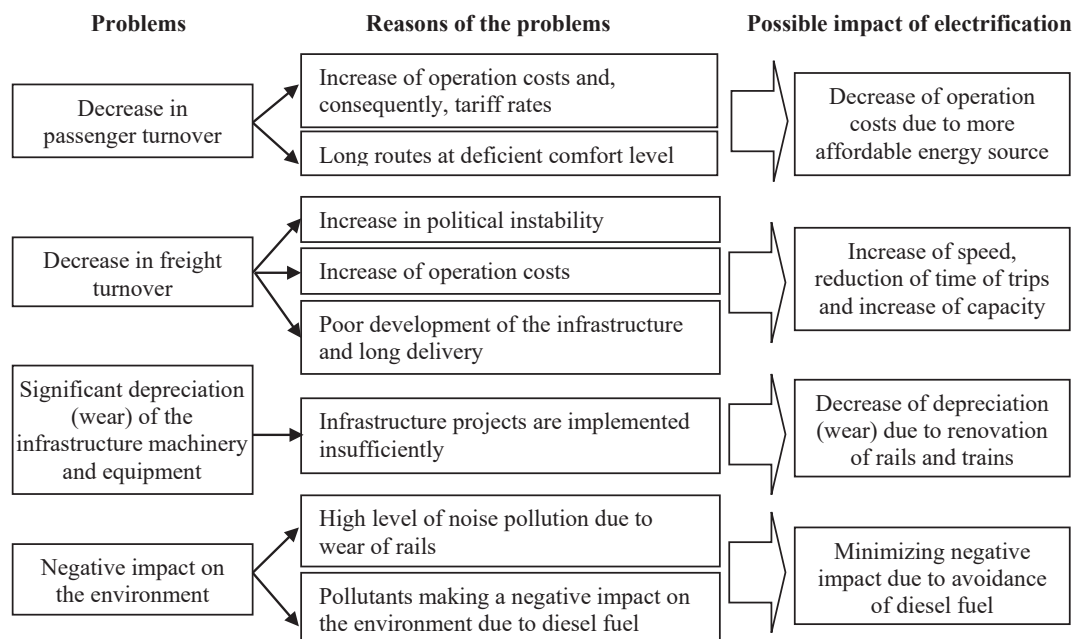 Problems
Reasons of the problems
Possible impact of electrification
Decrease in
passenger turnover
Increase of operation costs and,
consequently, tariff rates
Long routes at deficient comfort level
Decrease of operation
costs due to more
affordable energy source
Decrease in freight
turnover
Increase in political instability
Increase of operation costs
Poor development of the infrastructure
and long delivery
Increase of speed,
reduction of time of trips
and increase of capacity
Significant depreciation
(wear) of the
infrastructure machinery
and equipment
Infrastructure projects are implemented
insufficiently
Decrease of depreciation
(wear) due to renovation
of rails and trains
Negative impact on
the environment
High level of noise pollution due to
wear of rails
Pollutants making a negative impact on
the environment due to diesel fuel
Minimizing negative
impact due to avoidance
of diesel fuel